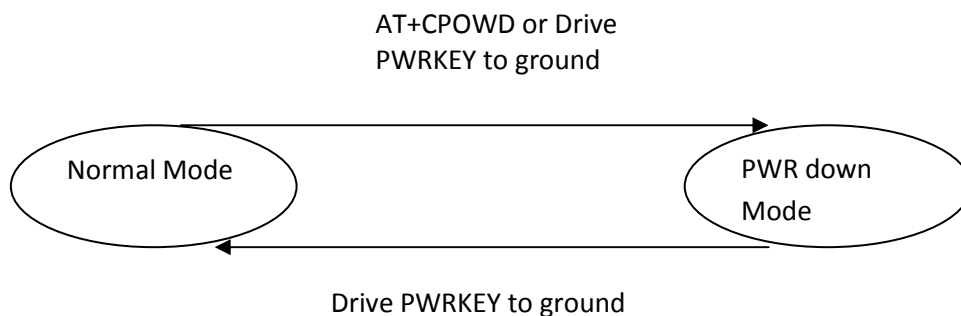 AT+CPOWD or Drive
PWRKEY to ground
Normal Mode
PWR down
Mode
Drive PWRKEY to ground